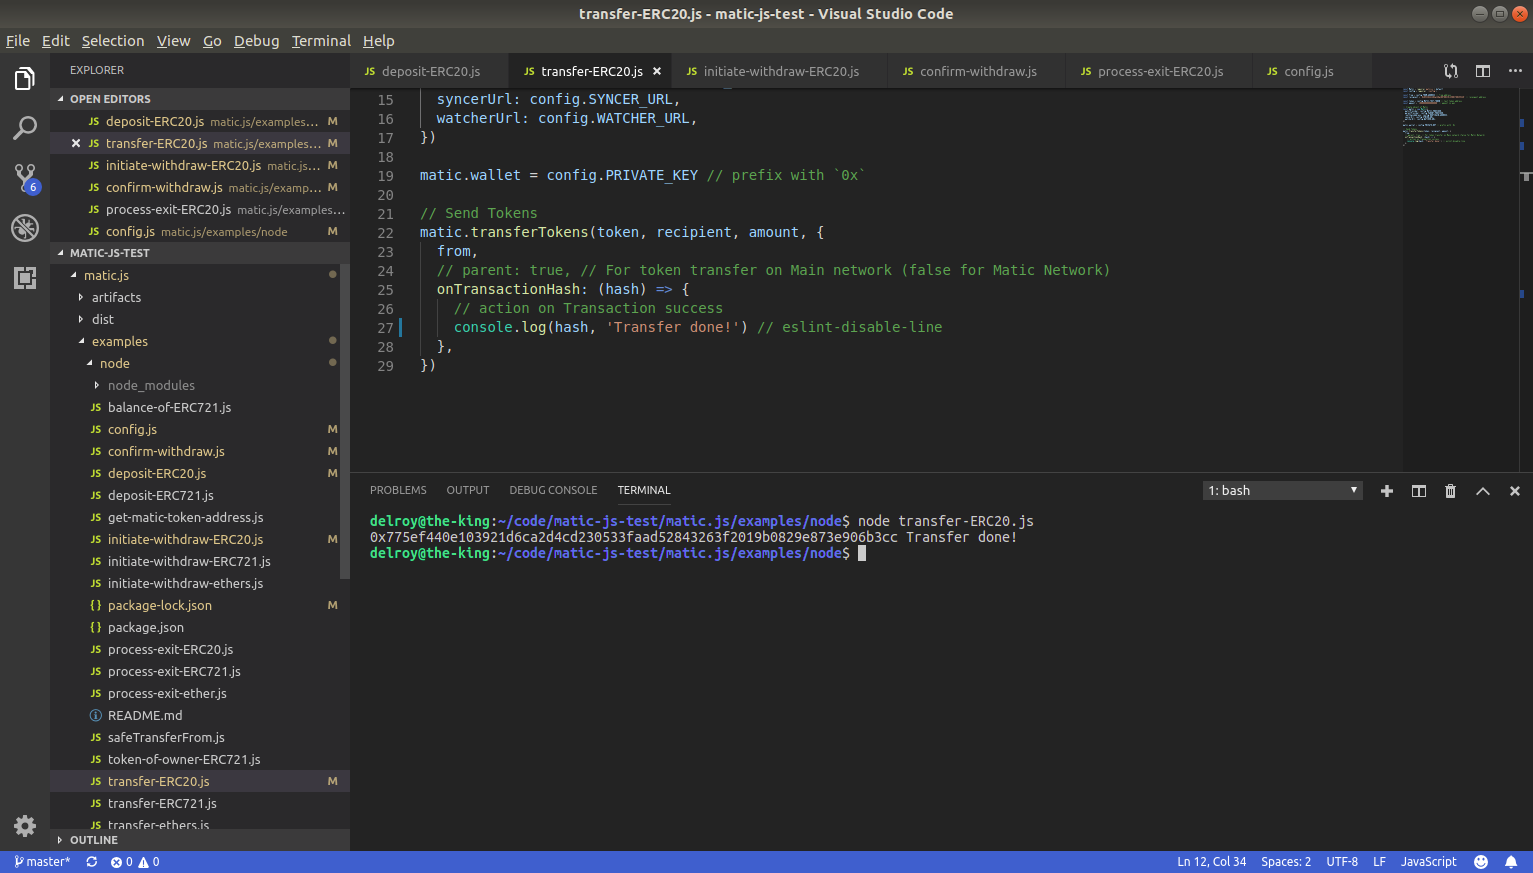 transfer-ERC20.js - matic-js-test - Visual Studio Code
File Edit Selection View Go Debug Terminal Help
EXPLORER
OPEN EDITORS
JS deposit-ERC20.js matic.js/examples... M
JS transfer-ERC20.js matic.js/examples... M
JS initiate-withdraw-ERC20.js matic.js... M
JS confirm-withdraw.js matic.js/examp... M
JS process-exit-ERC20.js matic.js/examples...
JS config.js matic.js/examples/node M
6
MATIC-JS-TEST
matic.js
artifacts
dist
examples
node
node_modules
JS balance-of-ERC721.js
JS config.js M
JS confirm-withdraw.js M
JS deposit-ERC20.js M
JS deposit-ERC721.js
JS get-matic-token-address.js
JS initiate-withdraw-ERC20.js M
JS initiate-withdraw-ERC721.js
JS initiate-withdraw-ethers.js
{} package-lock.json M
{} package.json
JS process-exit-ERC20.js
JS process-exit-ERC721.js
JS process-exit-ether.js
README.md
JS safeTransferFrom.js
JS token-of-owner-ERC721.js
JS transfer-ERC20.js M
JS transfer-ERC721.js
JS transfer-ethers.js
OUTLINE
JS deposit-ERC20.js JS transfer-ERC20.js JS initiate-withdraw-ERC20.js JS confirm-withdraw.js JS process-exit-ERC20.js JS config.js
15 syncerUrl: config.SYNCER_URL,
16 watcherUrl: config.WATCHER_URL,
17 })
18
19 matic.wallet = config.PRIVATE_KEY // prefix with `0x`
20
21 // Send Tokens
22 matic.transferTokens(token, recipient, amount, {
23 from,
24 // parent: true, // For token transfer on Main network (false for Matic Network)
25 onTransactionHash: (hash) => {
26 // action on Transaction success
27 console.log(hash, 'Transfer done!') // eslint-disable-line
28 },
29 })
PROBLEMS OUTPUT DEBUG CONSOLE TERMINAL 1: bash
delroy@the-king:~/code/matic-js-test/matic.js/examples/node$ node transfer-ERC20.js
0x775ef440e103921d6ca2d4cd230533faad52843263f2019b0829e873e906b3cc Transfer done!
delroy@the-king:~/code/matic-js-test/matic.js/examples/node$
master* 0 0 Ln 12, Col 34 Spaces: 2 UTF-8 LF JavaScript